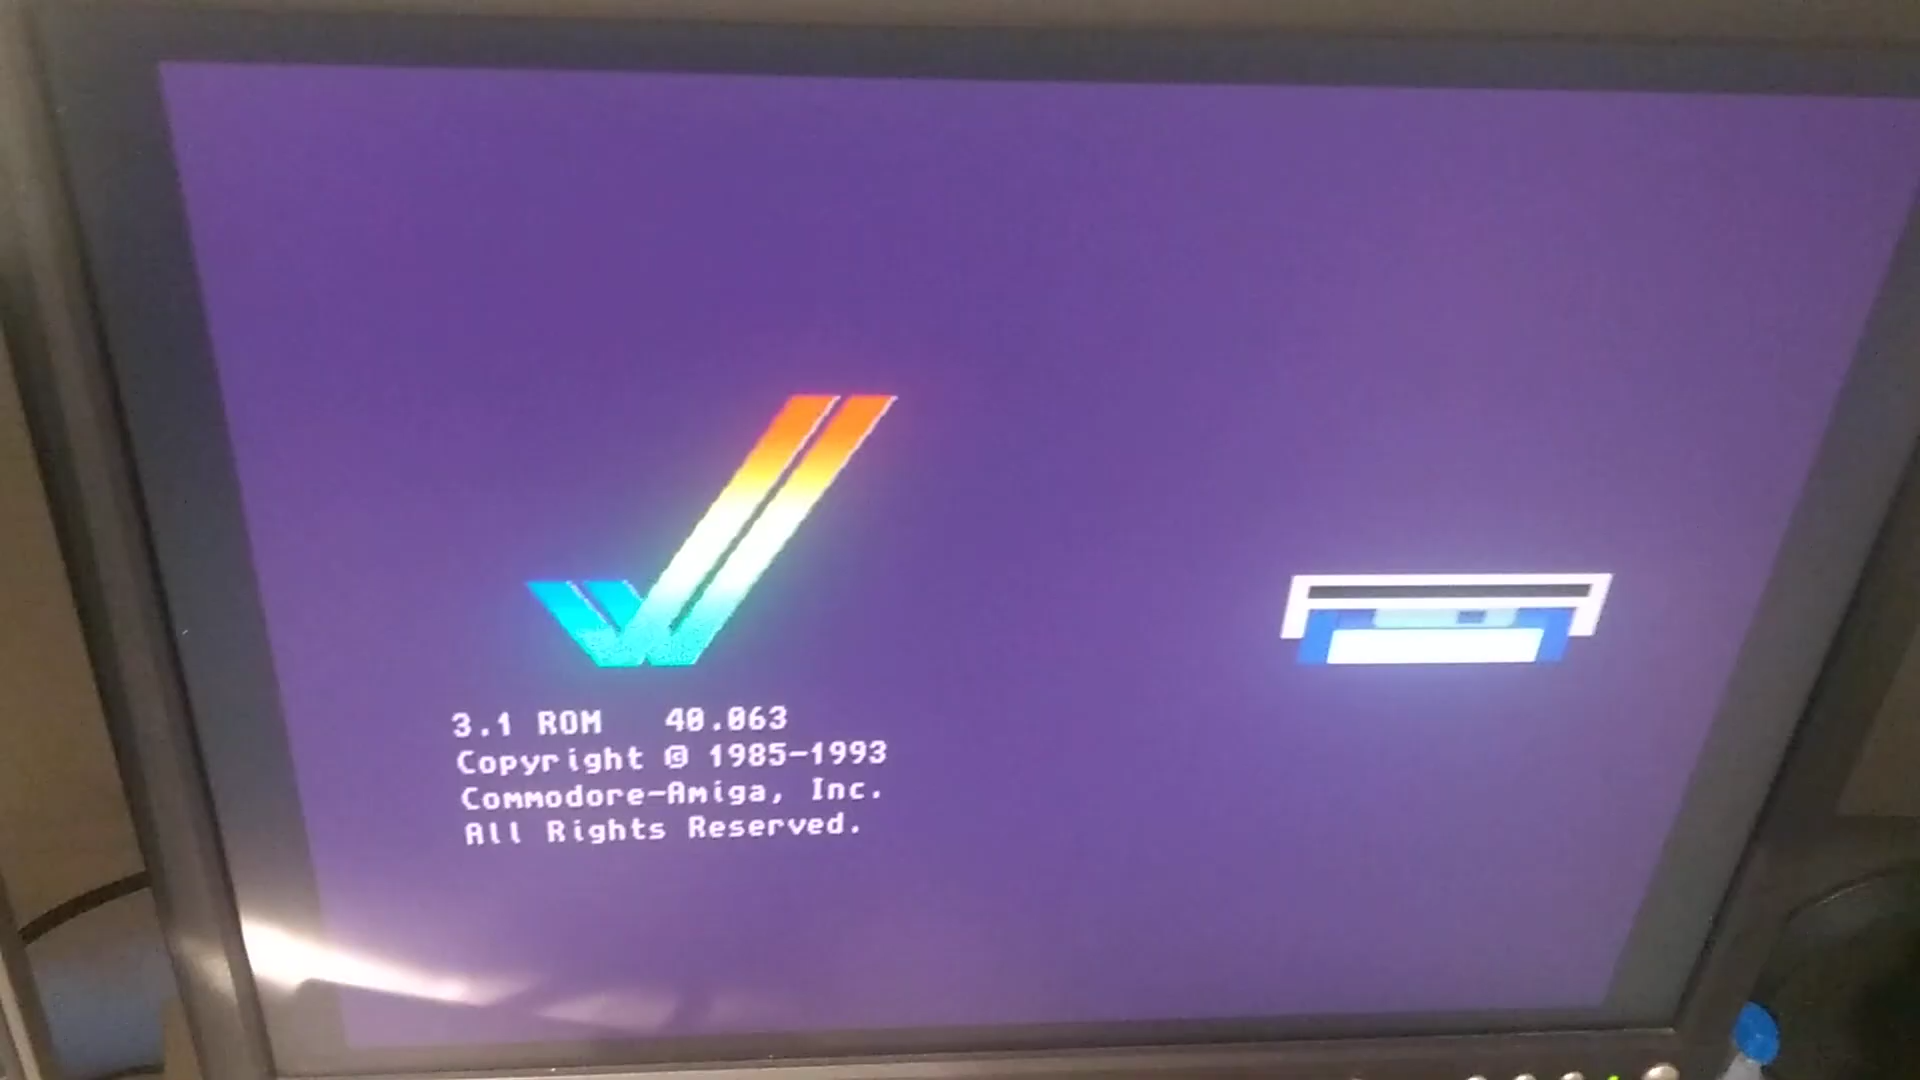 3.1 ROM 40.063
Copyright © 1985-1993
Commodore-Amiga, Inc.
All Rights Reserved.